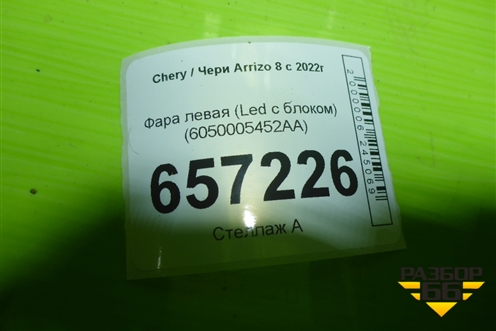 Chery / Чери Arrizo 8 с 2022г
Фара левая (Led с блоком)
(6050005452AA)
657226
Стеллаж А
2000006245069
РАЗБОР
66